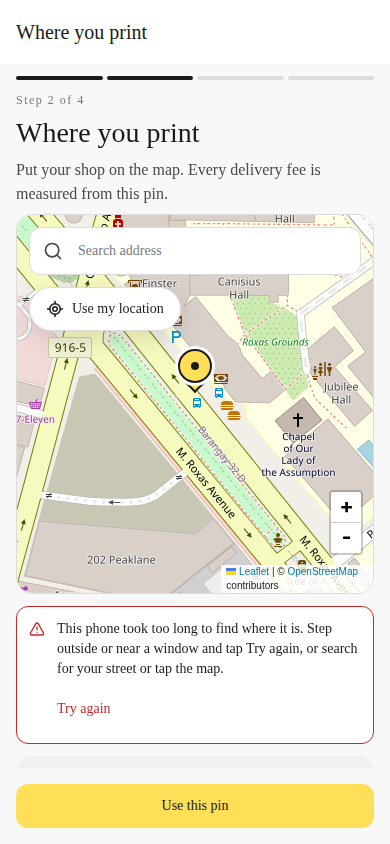 Where you print
Step 2 of 4
Where you print
Put your shop on the map. Every delivery fee is
measured from this pin.
Hall
Search address
Finster
Canisius
Hall
Use my location
Roxas Grounds
P
916-5
Jubilee
Hall
7-Eleven
Barangay 32-D
Chapel
of Our
Lady of
the Assumption
M. Roxas Avenue
+
-
202 Peaklane
M. Rox
Leaflet | © OpenStreetMap
contributors
This phone took too long to find where it is. Step
outside or near a window and tap Try again, or search
for your street or tap the map.
Try again
Use this pin